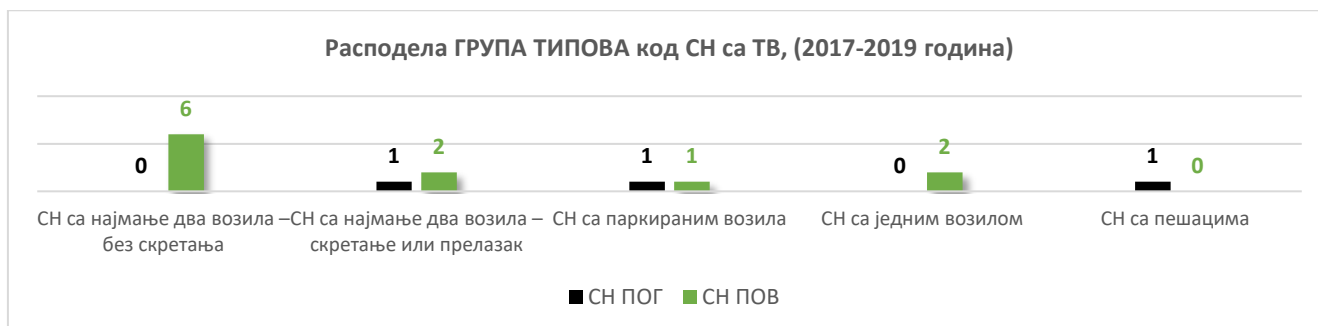 Расподела ГРУПА ТИПОВА код СН са ТВ, (2017-2019 година)
0 6 1 2 1 1 0 2 1 0
СН са најмање два возила – без скретања
СН са најмање два возила – скретање или прелазак
СН са паркираним возила
СН са једним возилом
СН са пешацима
СН ПОГ СН ПОВ